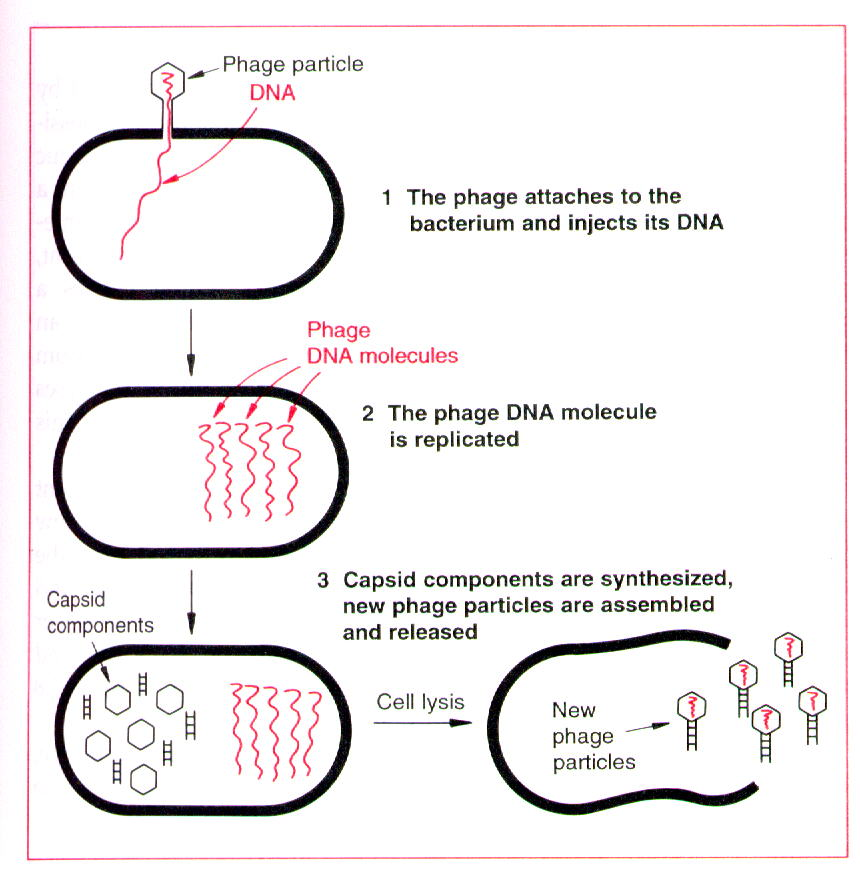 Phage particle
DNA
1 The phage attaches to the
bacterium and injects its DNA
Phage
DNA molecules
2 The phage DNA molecule
is replicated
3 Capsid components are synthesized,
new phage particles are assembled
and released
Capsid
components
Cell lysis
New
phage
particles